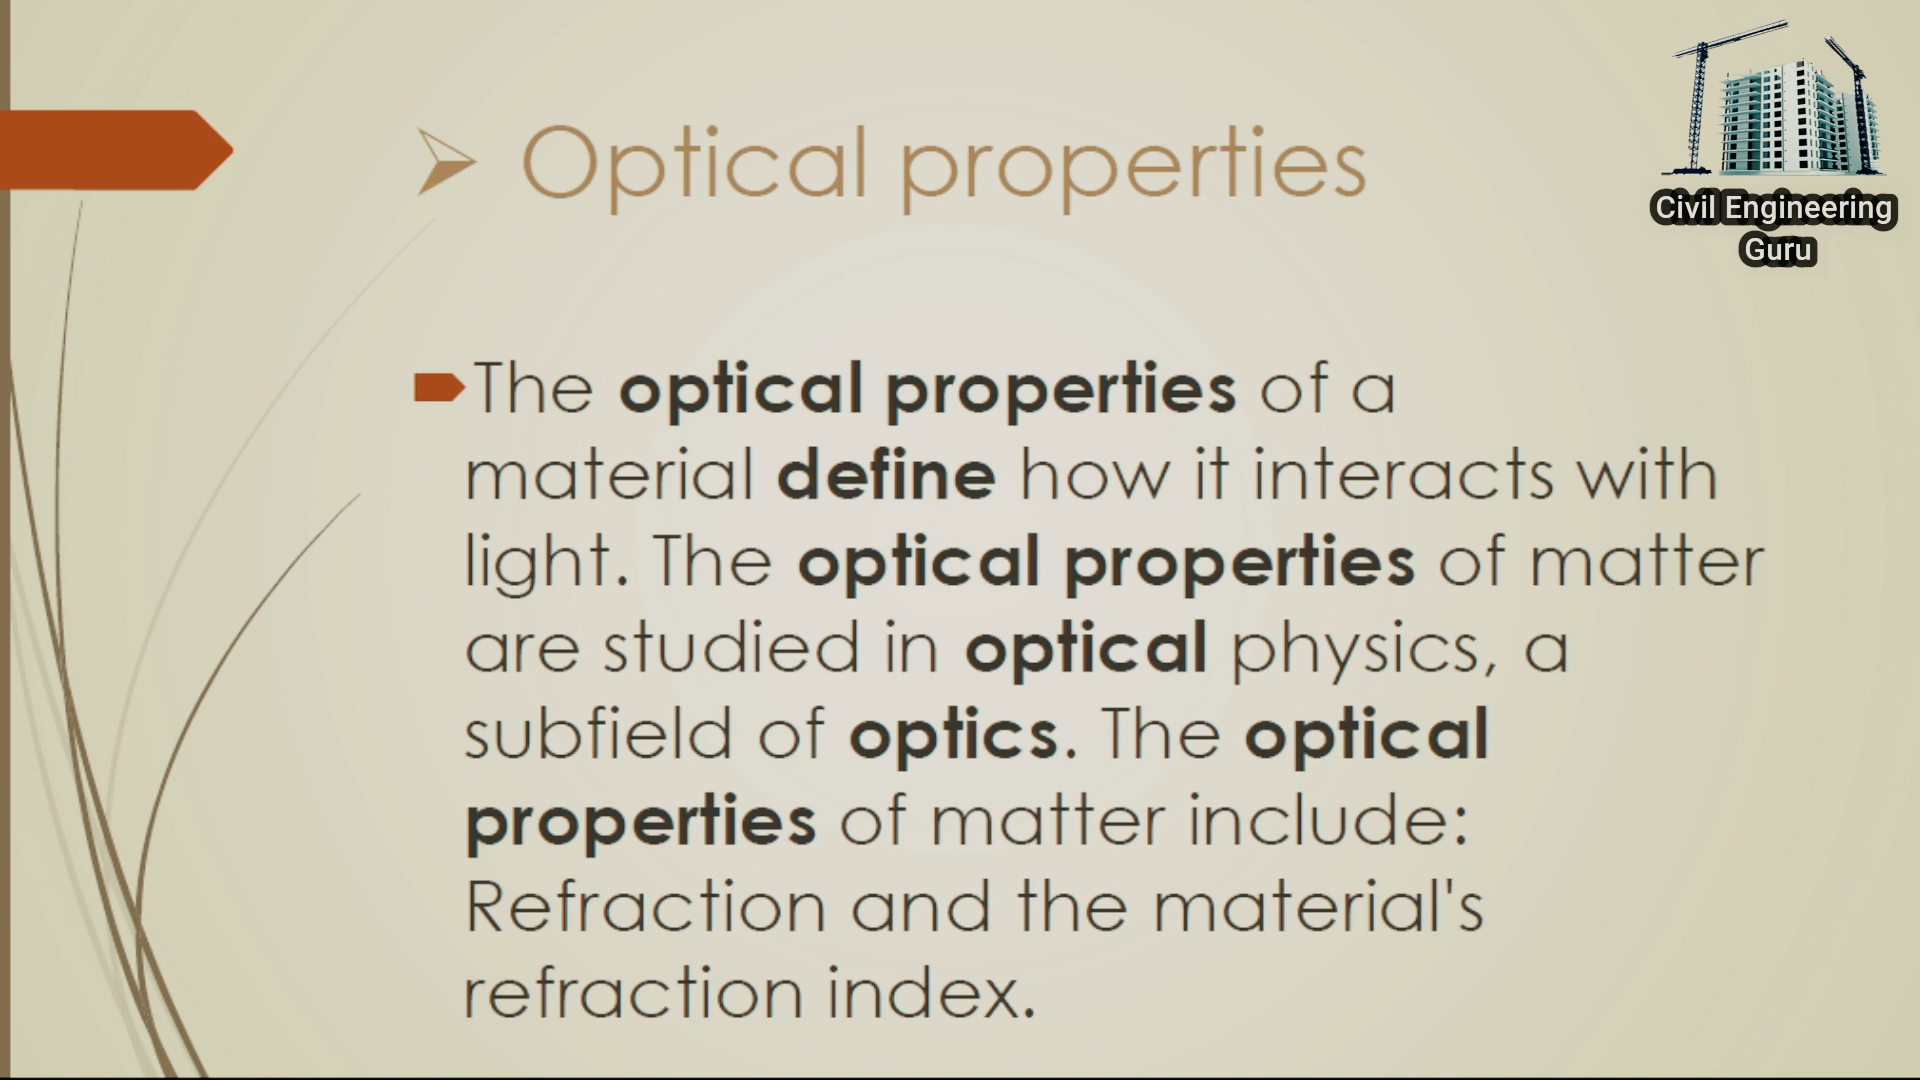 Optical properties
Civil Engineering
Guru
The optical properties of a
material define how it interacts with
light. The optical properties of matter
are studied in optical physics, a
subfield of optics. The optical
properties of matter include:
Refraction and the material's
refraction index.